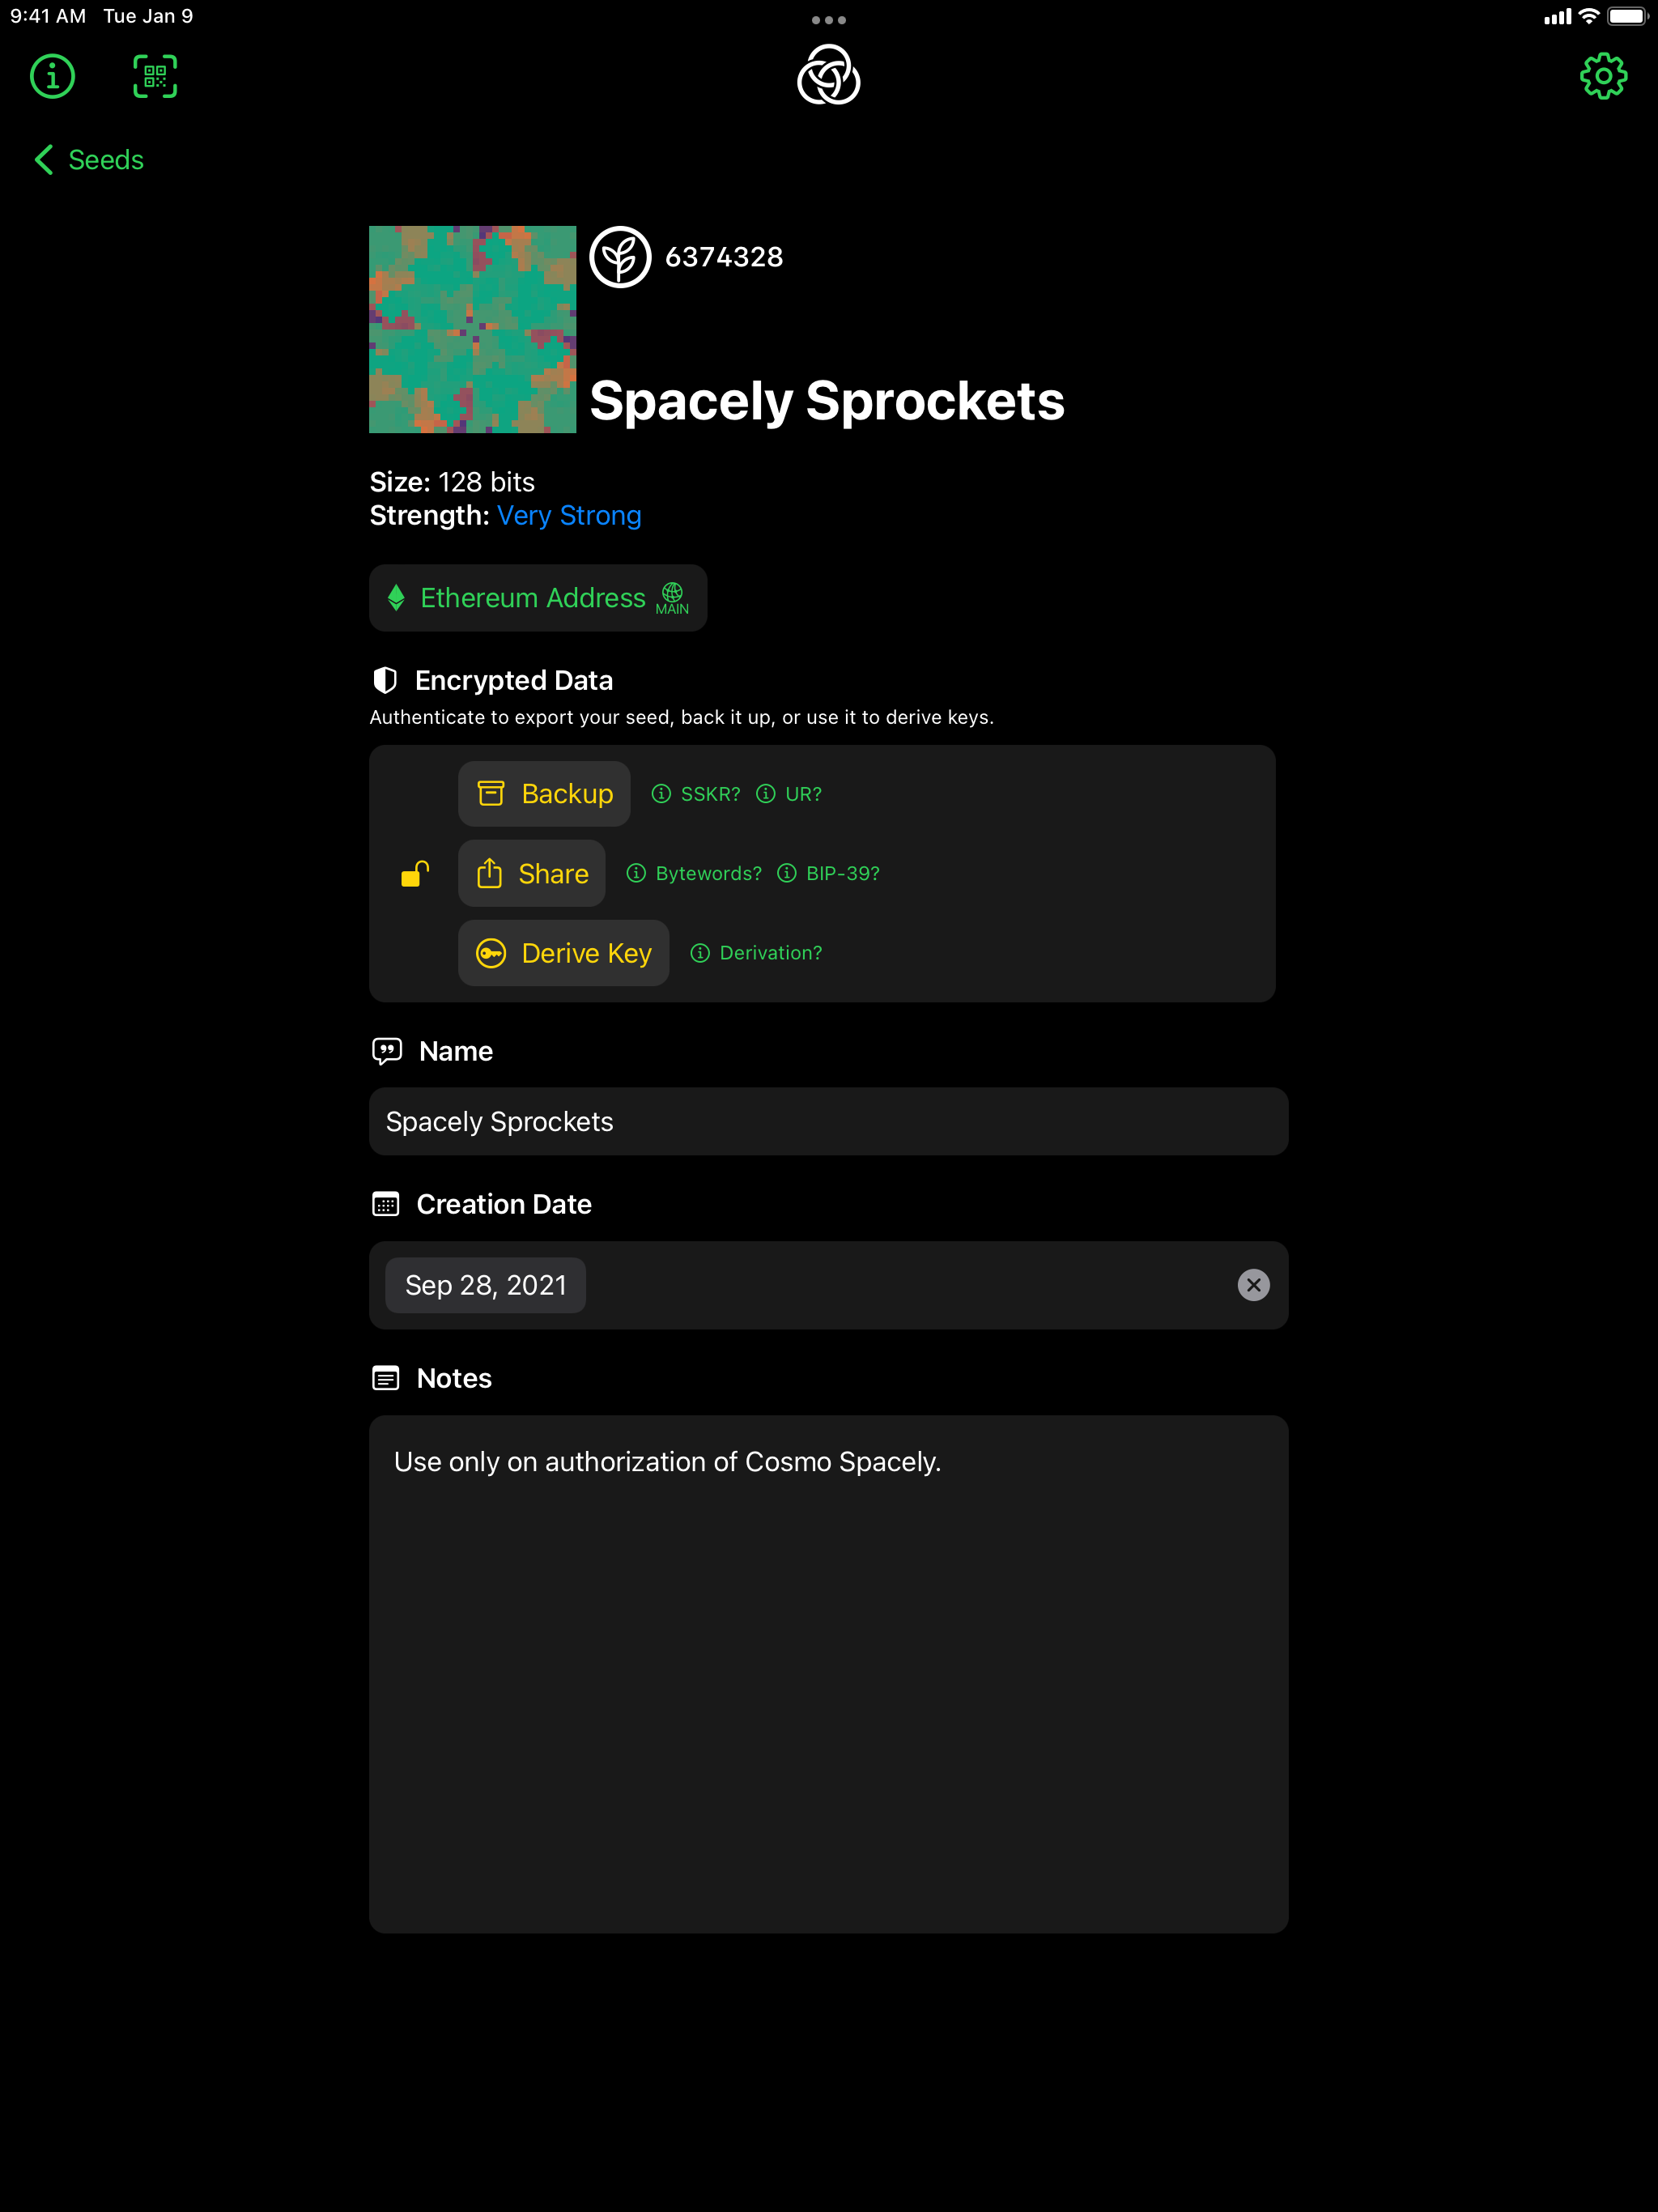 9:41 AM Tue Jan 9
Seeds
6374328
Spacely Sprockets
Size: 128 bits
Strength: Very Strong
Ethereum Address MAIN
Encrypted Data
Authenticate to export your seed, back it up, or use it to derive keys.
Backup SSKR? UR?
Share Bytewords? BIP-39?
Derive Key Derivation?
Name
Spacely Sprockets
Creation Date
Sep 28, 2021
Notes
Use only on authorization of Cosmo Spacely.